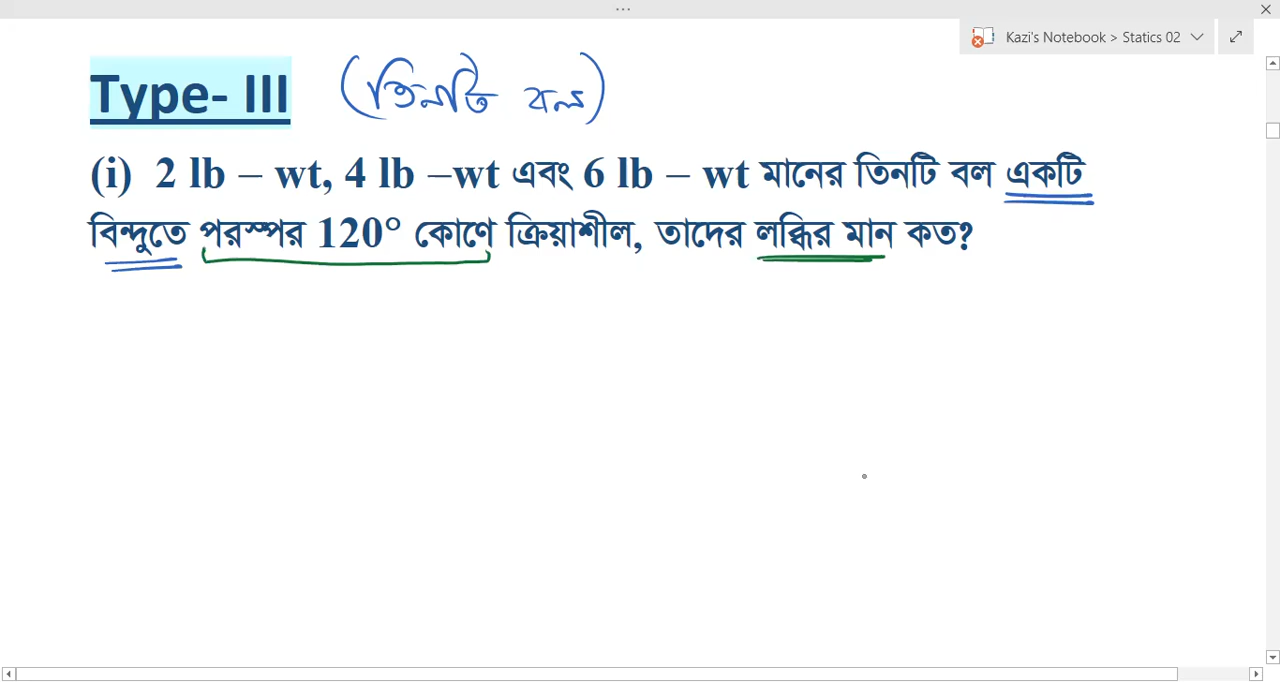 ...
Kazi's Notebook > Statics 02
Type- III (তিনটি বল)
(i) 2 lb – wt, 4 lb –wt এবং 6 lb – wt মানের তিনটি বল একটি
বিন্দুতে পরস্পর 120° কোণে ক্রিয়াশীল, তাদের লব্ধির মান কত?